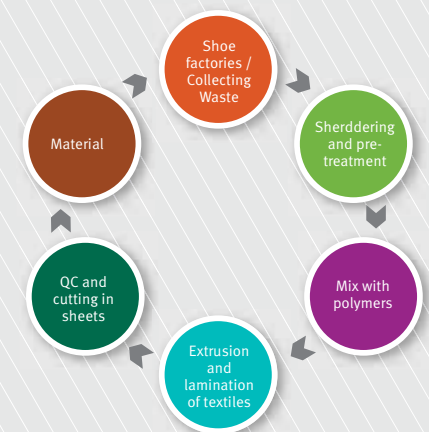 Shoe
factories /
Collecting
Waste
Sherddering
and pre-
treatment
Mix with
polymers
Extrusion
and
lamination
of textiles
QC and
cutting in
sheets
Material